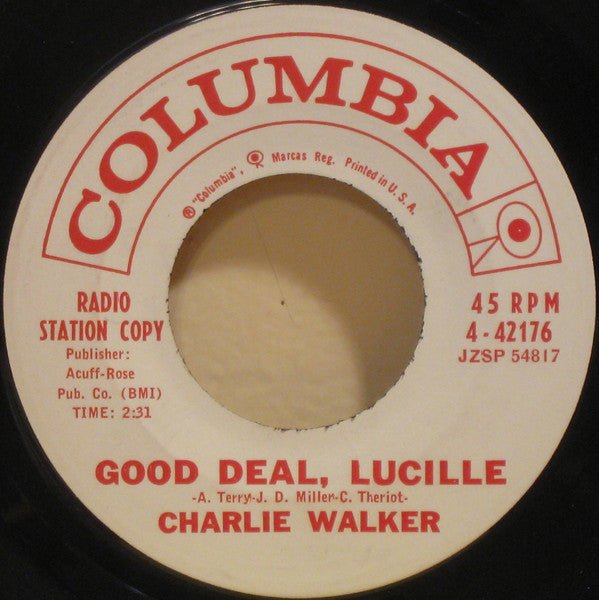 COLUMBIA
® "Columbia", Marcas Reg. Printed in U.S.A.
RADIO
STATION COPY
Publisher:
Acuff-Rose
Pub. Co. (BMI)
TIME: 2:31
45 RPM
4-42176
JZSP 54817
GOOD DEAL, LUCILLE
-A. Terry-J. D. Miller-C. Theriot-
CHARLIE WALKER